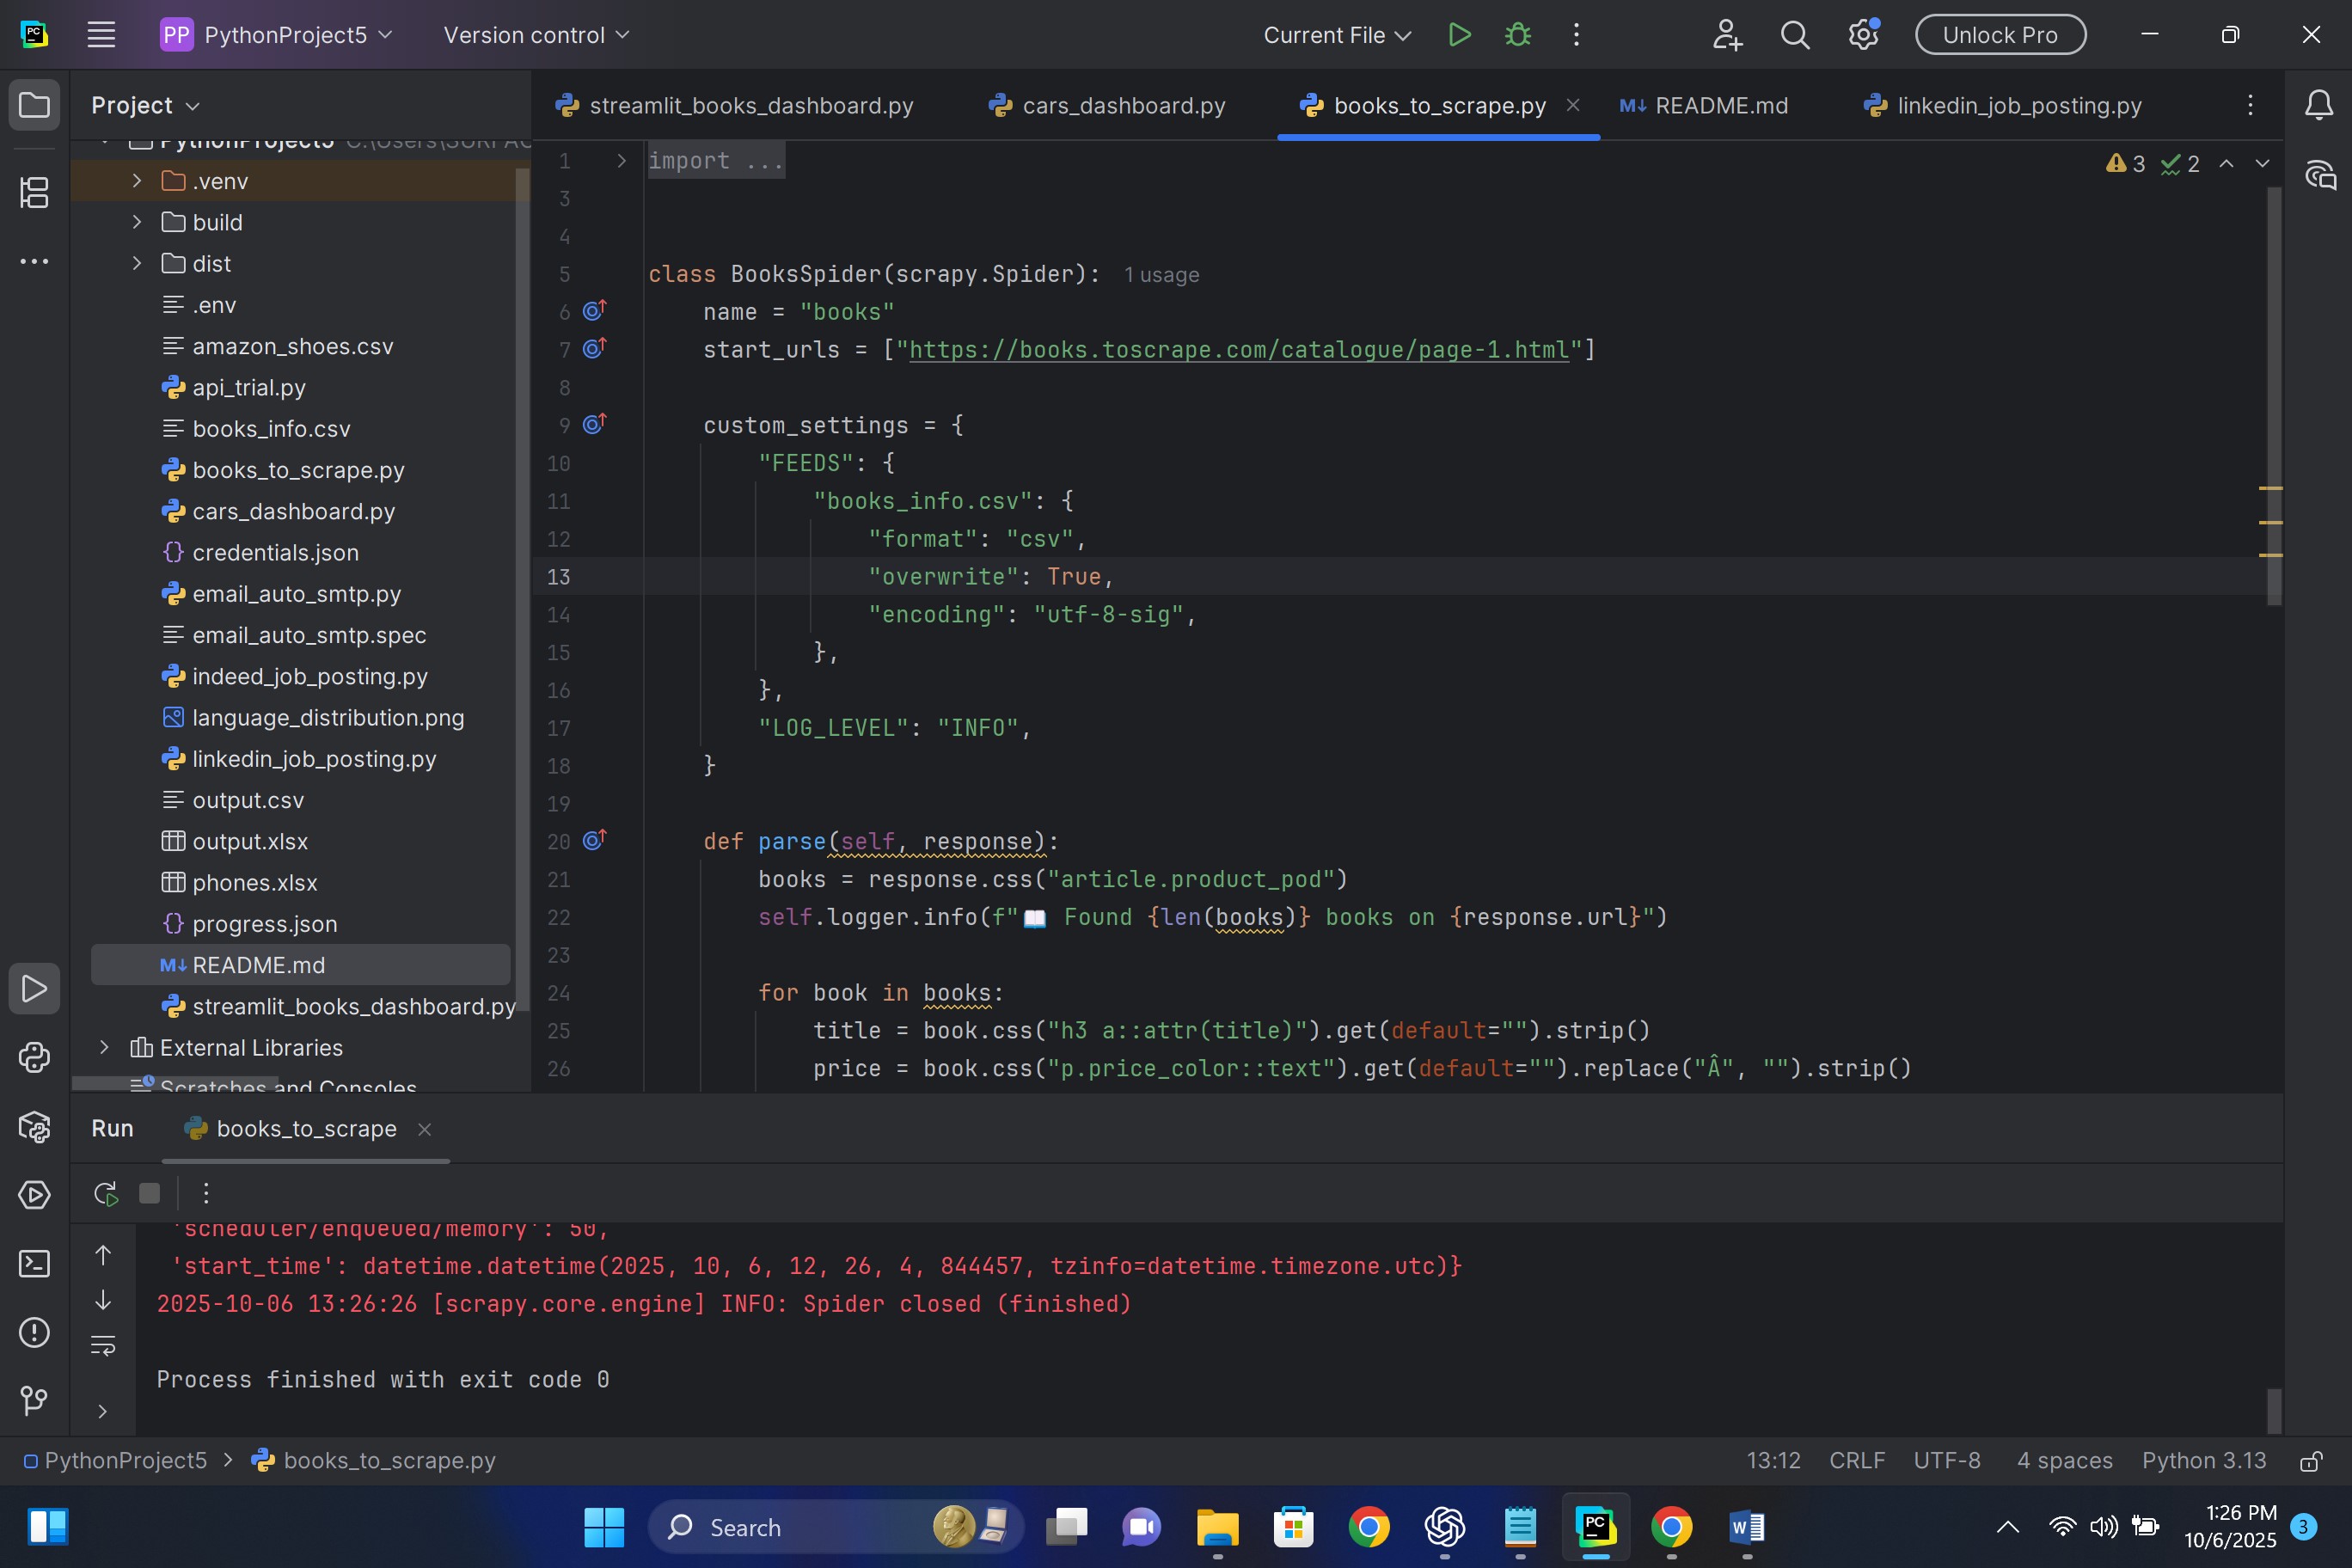 PC
PP PythonProject5
Version control
Current File
Unlock Pro
Project
streamlit_books_dashboard.py
cars_dashboard.py
books_to_scrape.py
M↓ README.md
linkedin_job_posting.py
PythonProject5 C:\Users\SURFAC
.venv
build
dist
.env
amazon_shoes.csv
api_trial.py
books_info.csv
books_to_scrape.py
cars_dashboard.py
credentials.json
email_auto_smtp.py
email_auto_smtp.spec
indeed_job_posting.py
language_distribution.png
linkedin_job_posting.py
output.csv
output.xlsx
phones.xlsx
progress.json
M↓ README.md
streamlit_books_dashboard.py
External Libraries
Scratches and Consoles
3 2
1 import ...
3
4
5 class BooksSpider(scrapy.Spider): 1 usage
6 name = "books"
7 start_urls = ["https://books.toscrape.com/catalogue/page-1.html"]
8
9 custom_settings = {
10 "FEEDS": {
11 "books_info.csv": {
12 "format": "csv",
13 "overwrite": True,
14 "encoding": "utf-8-sig",
15 },
16 },
17 "LOG_LEVEL": "INFO",
18 }
19
20 def parse(self, response):
21 books = response.css("article.product_pod")
22 self.logger.info(f"📖 Found {len(books)} books on {response.url}")
23
24 for book in books:
25 title = book.css("h3 a::attr(title)").get(default="").strip()
26 price = book.css("p.price_color::text").get(default="").replace("Â", "").strip()
Run
books_to_scrape
'scheduler/enqueued/memory': 50,
'start_time': datetime.datetime(2025, 10, 6, 12, 26, 4, 844457, tzinfo=datetime.timezone.utc)}
2025-10-06 13:26:26 [scrapy.core.engine] INFO: Spider closed (finished)
Process finished with exit code 0
PythonProject5 > books_to_scrape.py
13:12 CRLF UTF-8 4 spaces Python 3.13
Search
PC
W
1:26 PM
10/6/2025
3